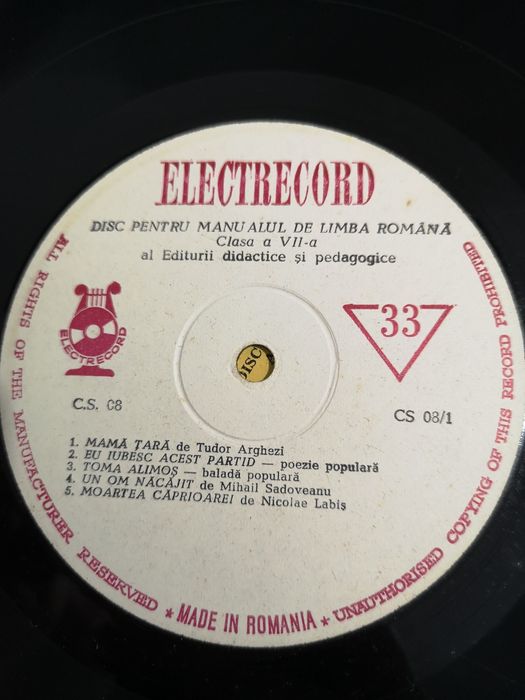 ELECTRECORD
DISC PENTRU MANUALUL DE LIMBA ROMÂNĂ
Clasa a VII-a
al Editurii didactice și pedagogice
ELECTRECORD
33
C.S. 08
CS 08/1
DISC
1. MAMĂ ȚARĂ de Tudor Arghezi
2. EU IUBESC ACEST PARTID — poezie populară
3. TOMA ALIMOȘ — baladă populară
4. UN OM NĂCĂJIT de Mihail Sadoveanu
5. MOARTEA CĂPRIOAREI de Nicolae Labiș
ALL RIGHTS OF THE MANUFACTURER RESERVED * MADE IN ROMANIA * UNAUTHORISED COPYING OF THIS RECORD PROHIBITED